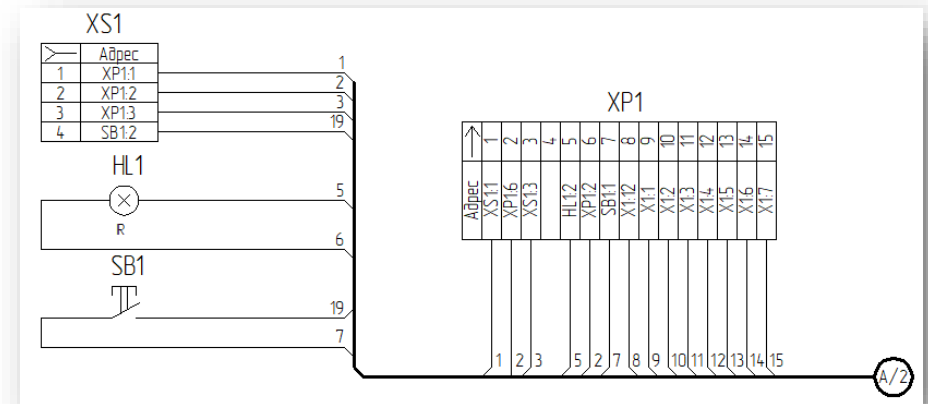 XS1
Адрес
1 XP1:1 1
2 XP1:2 2
3 XP1:3 3
4 SB1:2 19
HL1
5
R
6
SB1
19
7
XP1
1 2 3 4 5 6 7 8 9 10 11 12 13 14 15
Адрес XS1:1 XP1:6 XS1:3 HL1:2 XP1:2 SB1:1 X1:12 X1:1 X1:2 X1:3 X1:4 X1:5 X1:6 X1:7
1 2 3 5 2 7 8 9 10 11 12 13 14 15
А/2